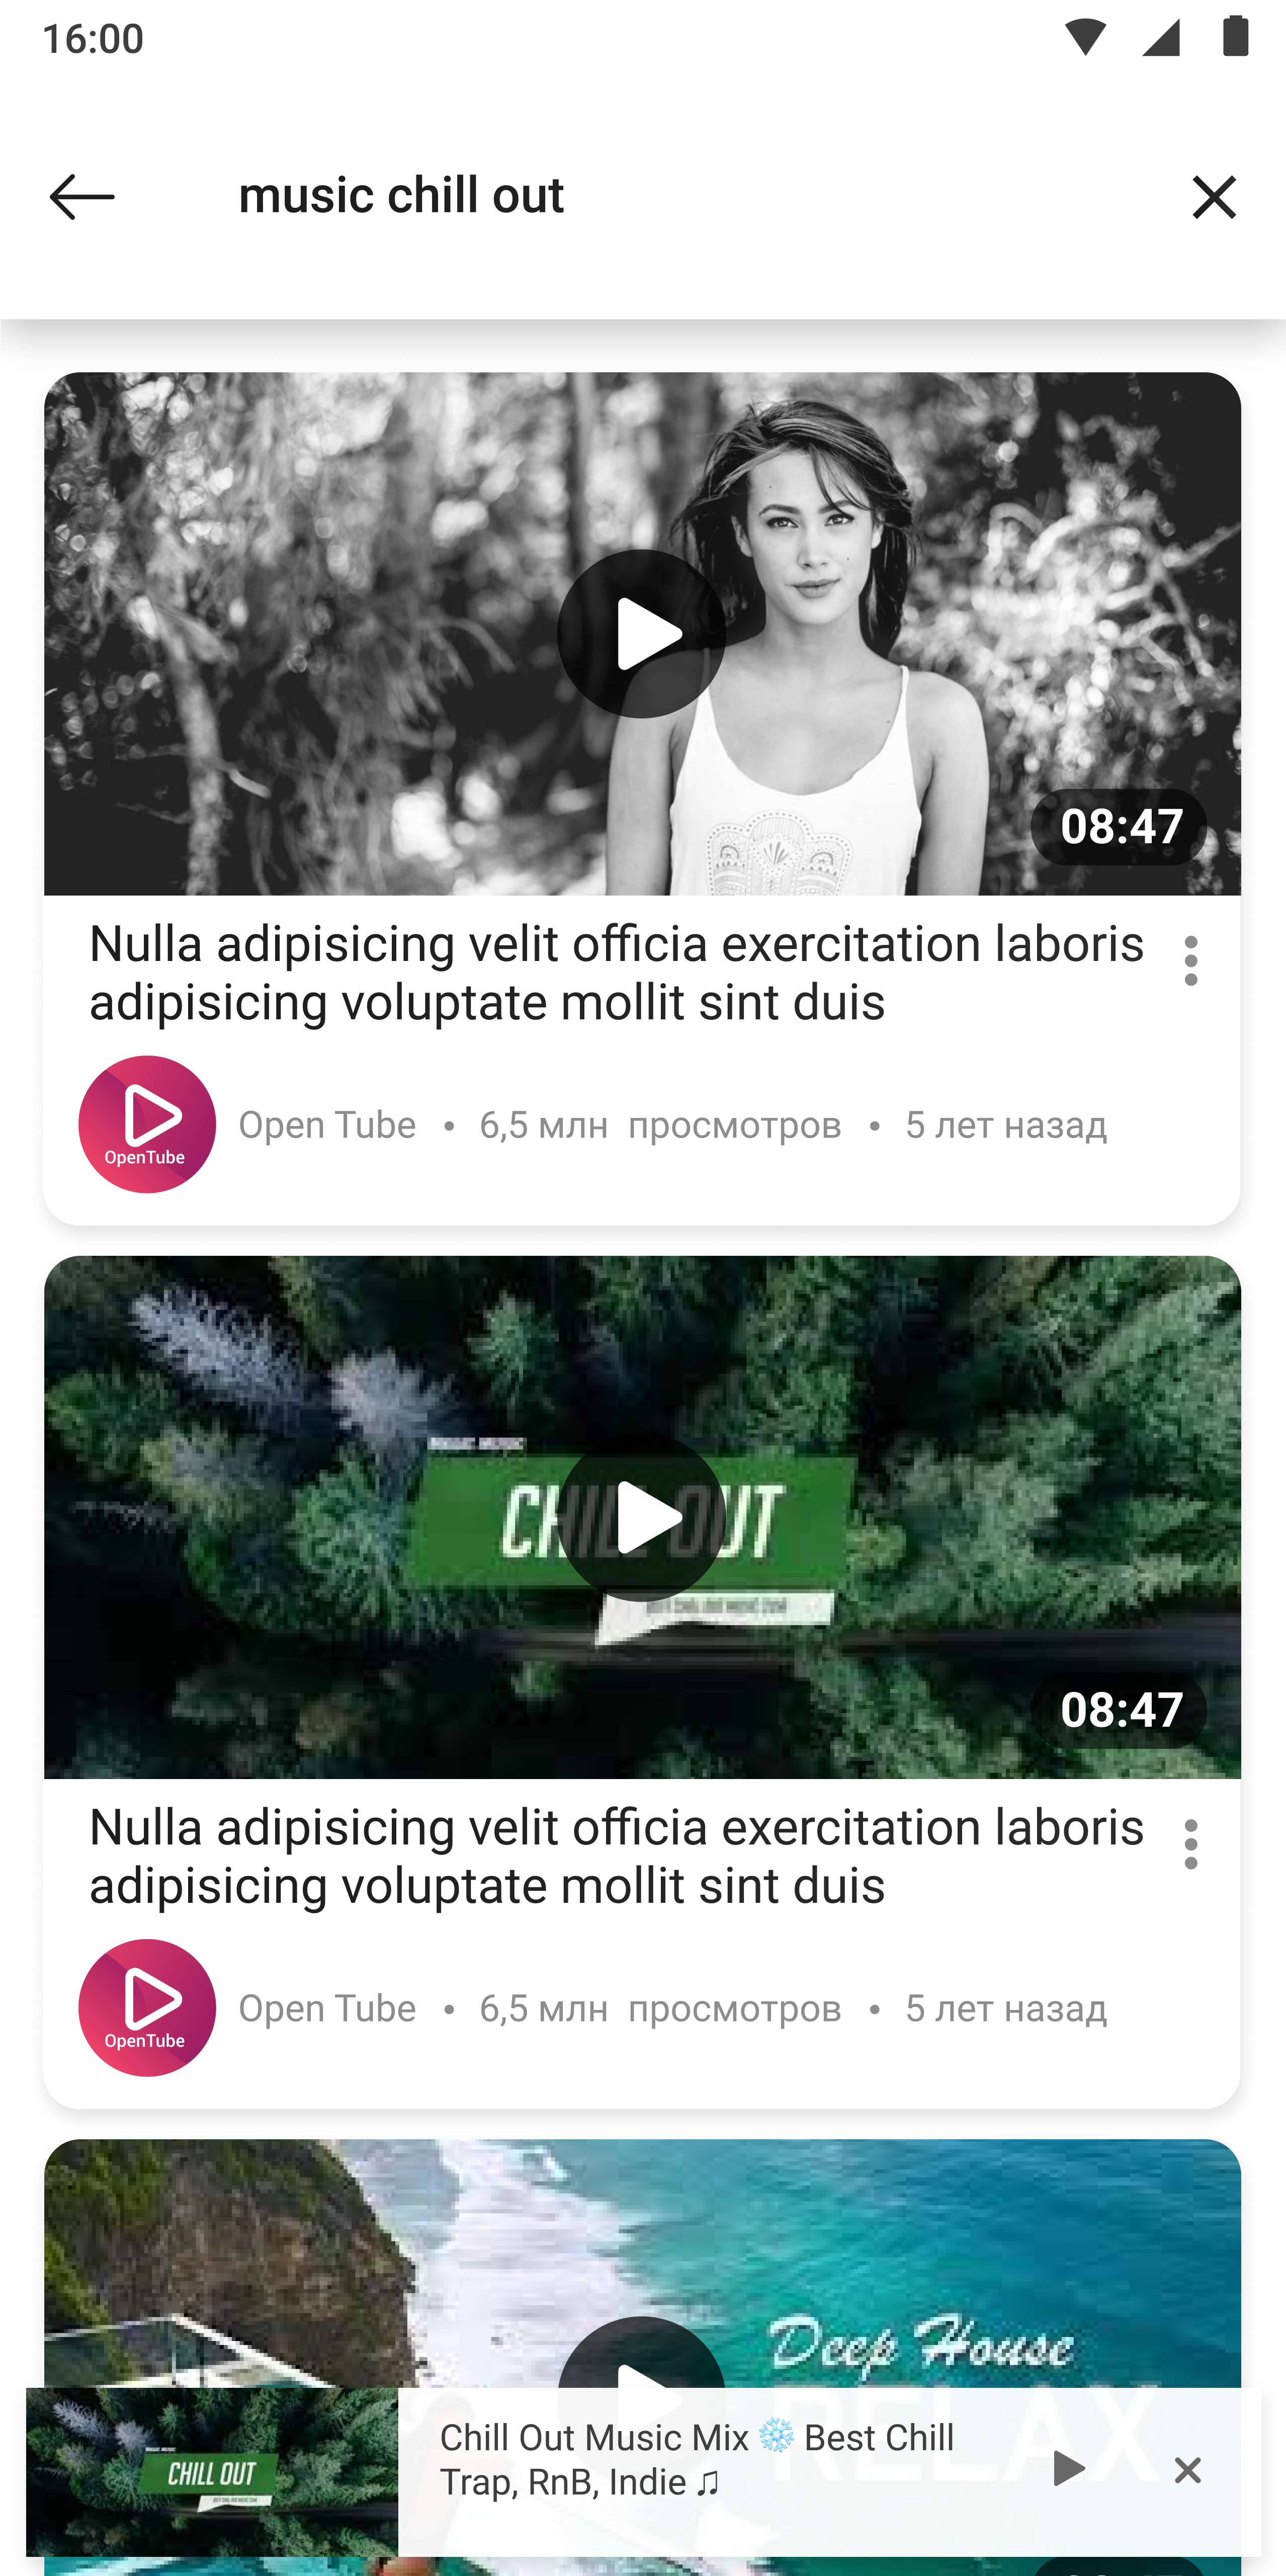 16:00
music chill out
08:47
Nulla adipisicing velit officia exercitation laboris
adipisicing voluptate mollit sint duis
OpenTube
Open Tube • 6,5 млн просмотров • 5 лет назад
CHILL OUT
08:47
Nulla adipisicing velit officia exercitation laboris
adipisicing voluptate mollit sint duis
OpenTube
Open Tube • 6,5 млн просмотров • 5 лет назад
Deep House
RELAX
CHILL OUT
Chill Out Music Mix ❄️ Best Chill
Trap, RnB, Indie ♫